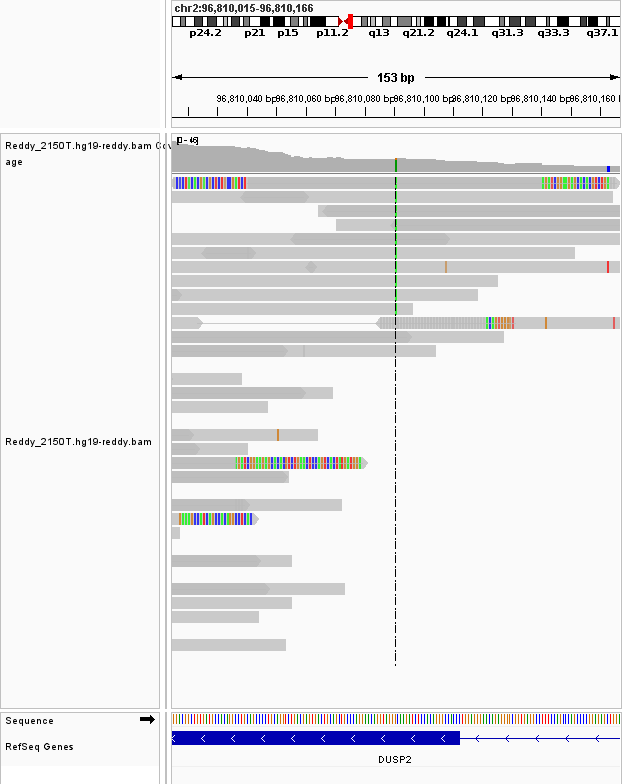 chr2:96,810,015-96,810,166
p24.2 p21 p15 p11.2 q13 q21.2 q24.1 q31.3 q33.3 q37.1
153 bp
96,810,040 bp 96,810,060 bp 96,810,080 bp 96,810,100 bp 96,810,120 bp 96,810,140 bp 96,810,160 b
[0 - 46]
Reddy_2150T.hg19-reddy.bam Cov
age
Reddy_2150T.hg19-reddy.bam
Sequence
RefSeq Genes
DUSP2